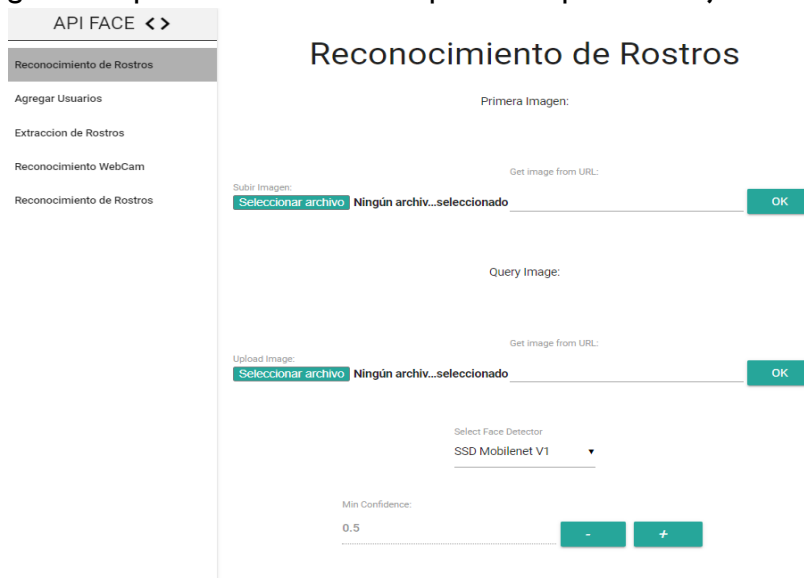 API FACE <>
Reconocimiento de Rostros
Agregar Usuarios
Extraccion de Rostros
Reconocimiento WebCam
Reconocimiento de Rostros
Reconocimiento de Rostros
Primera Imagen:
Get image from URL:
Subir Imagen:
Seleccionar archivo Ningún archiv...seleccionado
OK
Query Image:
Get image from URL:
Upload Image:
Seleccionar archivo Ningún archiv...seleccionado
OK
Select Face Detector
SSD Mobilenet V1
Min Confidence:
0.5
- +